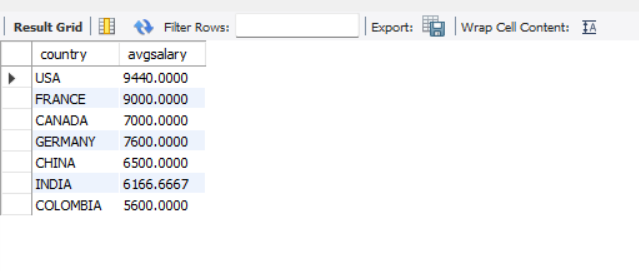 Result Grid Filter Rows: Export: Wrap Cell Content: IA
country avgsalary
USA 9440.0000
FRANCE 9000.0000
CANADA 7000.0000
GERMANY 7600.0000
CHINA 6500.0000
INDIA 6166.6667
COLOMBIA 5600.0000